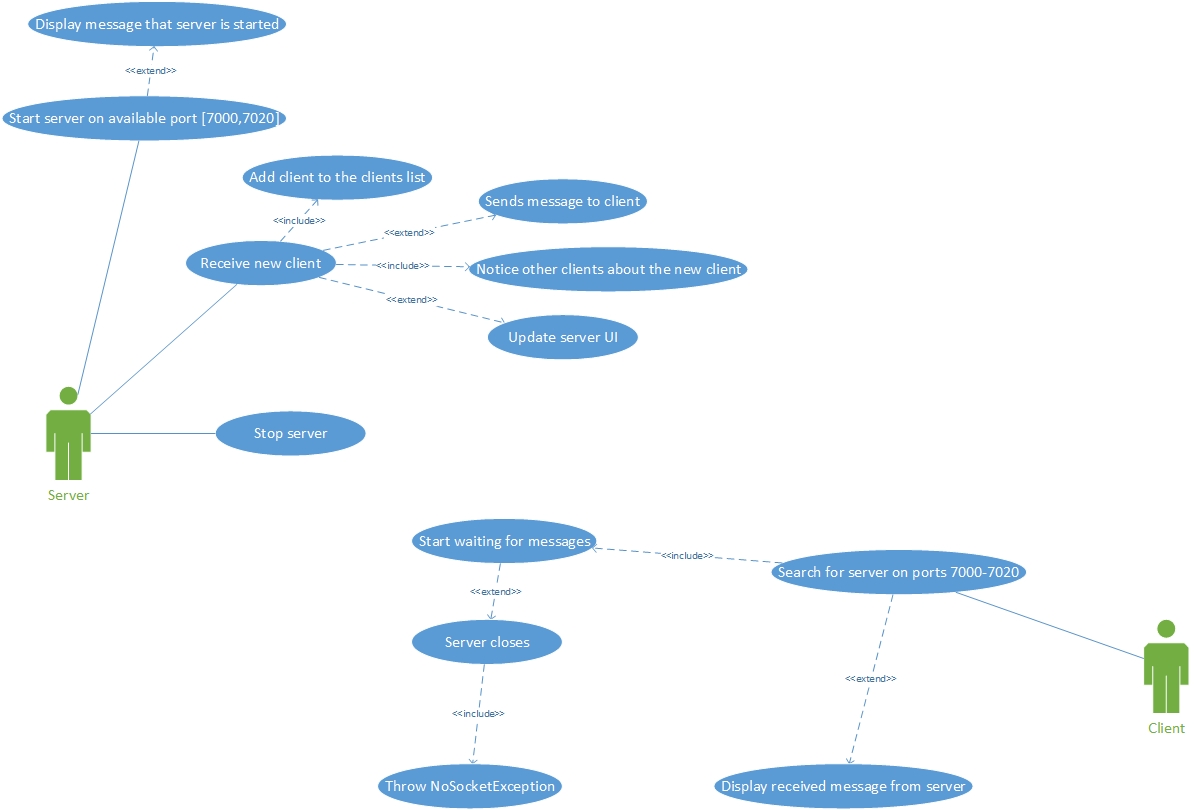 Display message that server is started
<<extend>>
Start server on available port [7000,7020]
Add client to the clients list
<<include>>
Sends message to client
<<extend>>
Receive new client
<<include>>
Notice other clients about the new client
<<extend>>
Update server UI
Stop server
Server
Start waiting for messages
<<include>>
Search for server on ports 7000-7020
<<extend>>
Server closes
<<extend>>
<<include>>
Client
Throw NoSocketException
Display received message from server